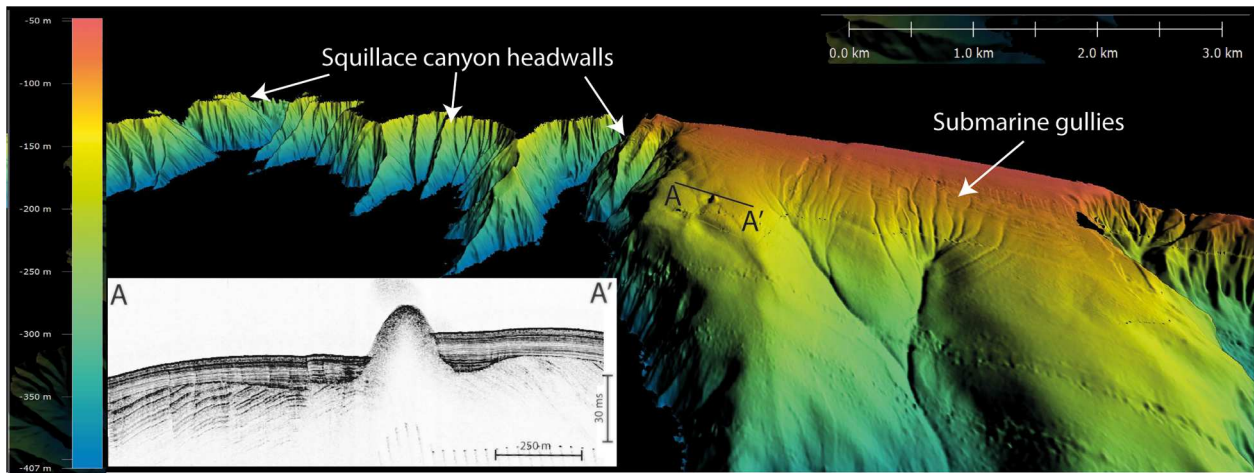 -50 m
-100 m
-150 m
-200 m
-250 m
-300 m
-350 m
-407 m
Squillace canyon headwalls
0.0 km 1.0 km 2.0 km 3.0 km
Submarine gullies
A
A'
A A'
30 ms
-250 m